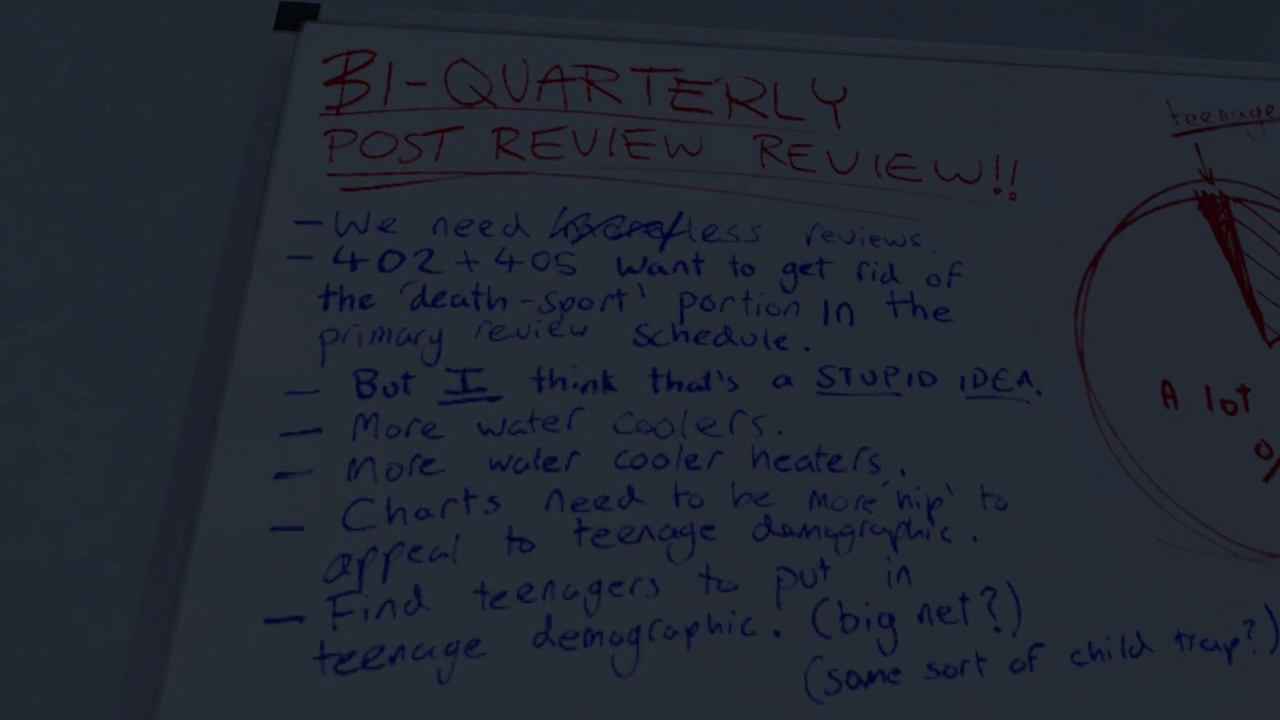 BI-QUARTERLY
POST REVIEW REVIEW!!
- We need less reviews.
- 402 + 405 want to get rid of
the 'death-sport' portion in the
primary review schedule.
- But I think that's a STUPID IDEA.
- More water coolers.
- More water cooler heaters.
- Charts need to be more 'hip' to
appeal to teenage demographic.
- Find teenagers to put in
teenage demographic. (big net?)
(some sort of child trap?)
teenage
A lot